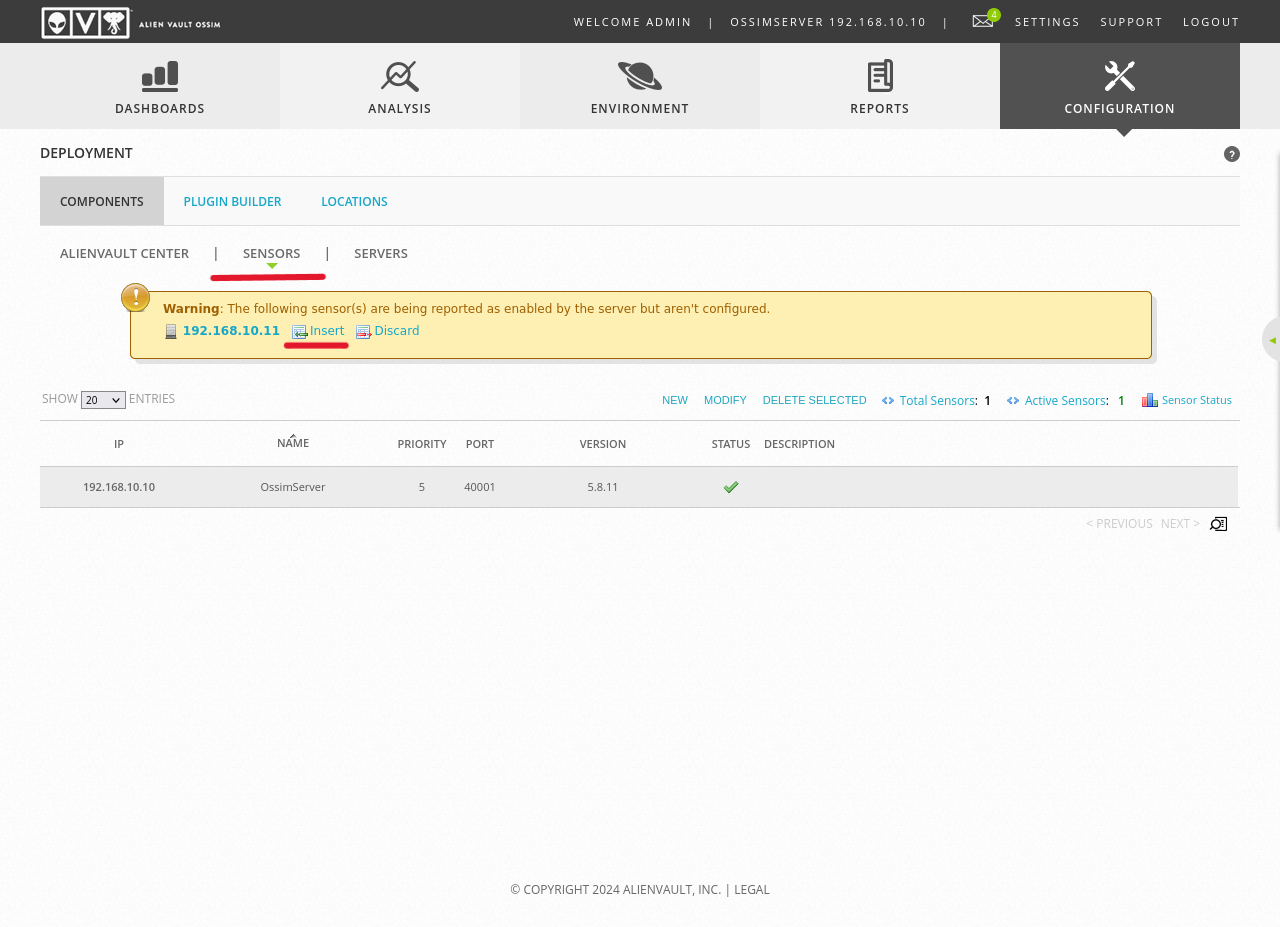 ALIEN VAULT OSSIM
WELCOME ADMIN | OSSIMSERVER 192.168.10.10 | 4 SETTINGS SUPPORT LOGOUT
DASHBOARDS ANALYSIS ENVIRONMENT REPORTS CONFIGURATION
DEPLOYMENT ?
COMPONENTS PLUGIN BUILDER LOCATIONS
ALIENVAULT CENTER | SENSORS | SERVERS
Warning: The following sensor(s) are being reported as enabled by the server but aren't configured.
192.168.10.11 Insert Discard
SHOW 20 ENTRIES NEW MODIFY DELETE SELECTED Total Sensors: 1 Active Sensors: 1 Sensor Status
IP NAME PRIORITY PORT VERSION STATUS DESCRIPTION
192.168.10.10 OssimServer 5 40001 5.8.11
< PREVIOUS NEXT >
© COPYRIGHT 2024 ALIENVAULT, INC. | LEGAL